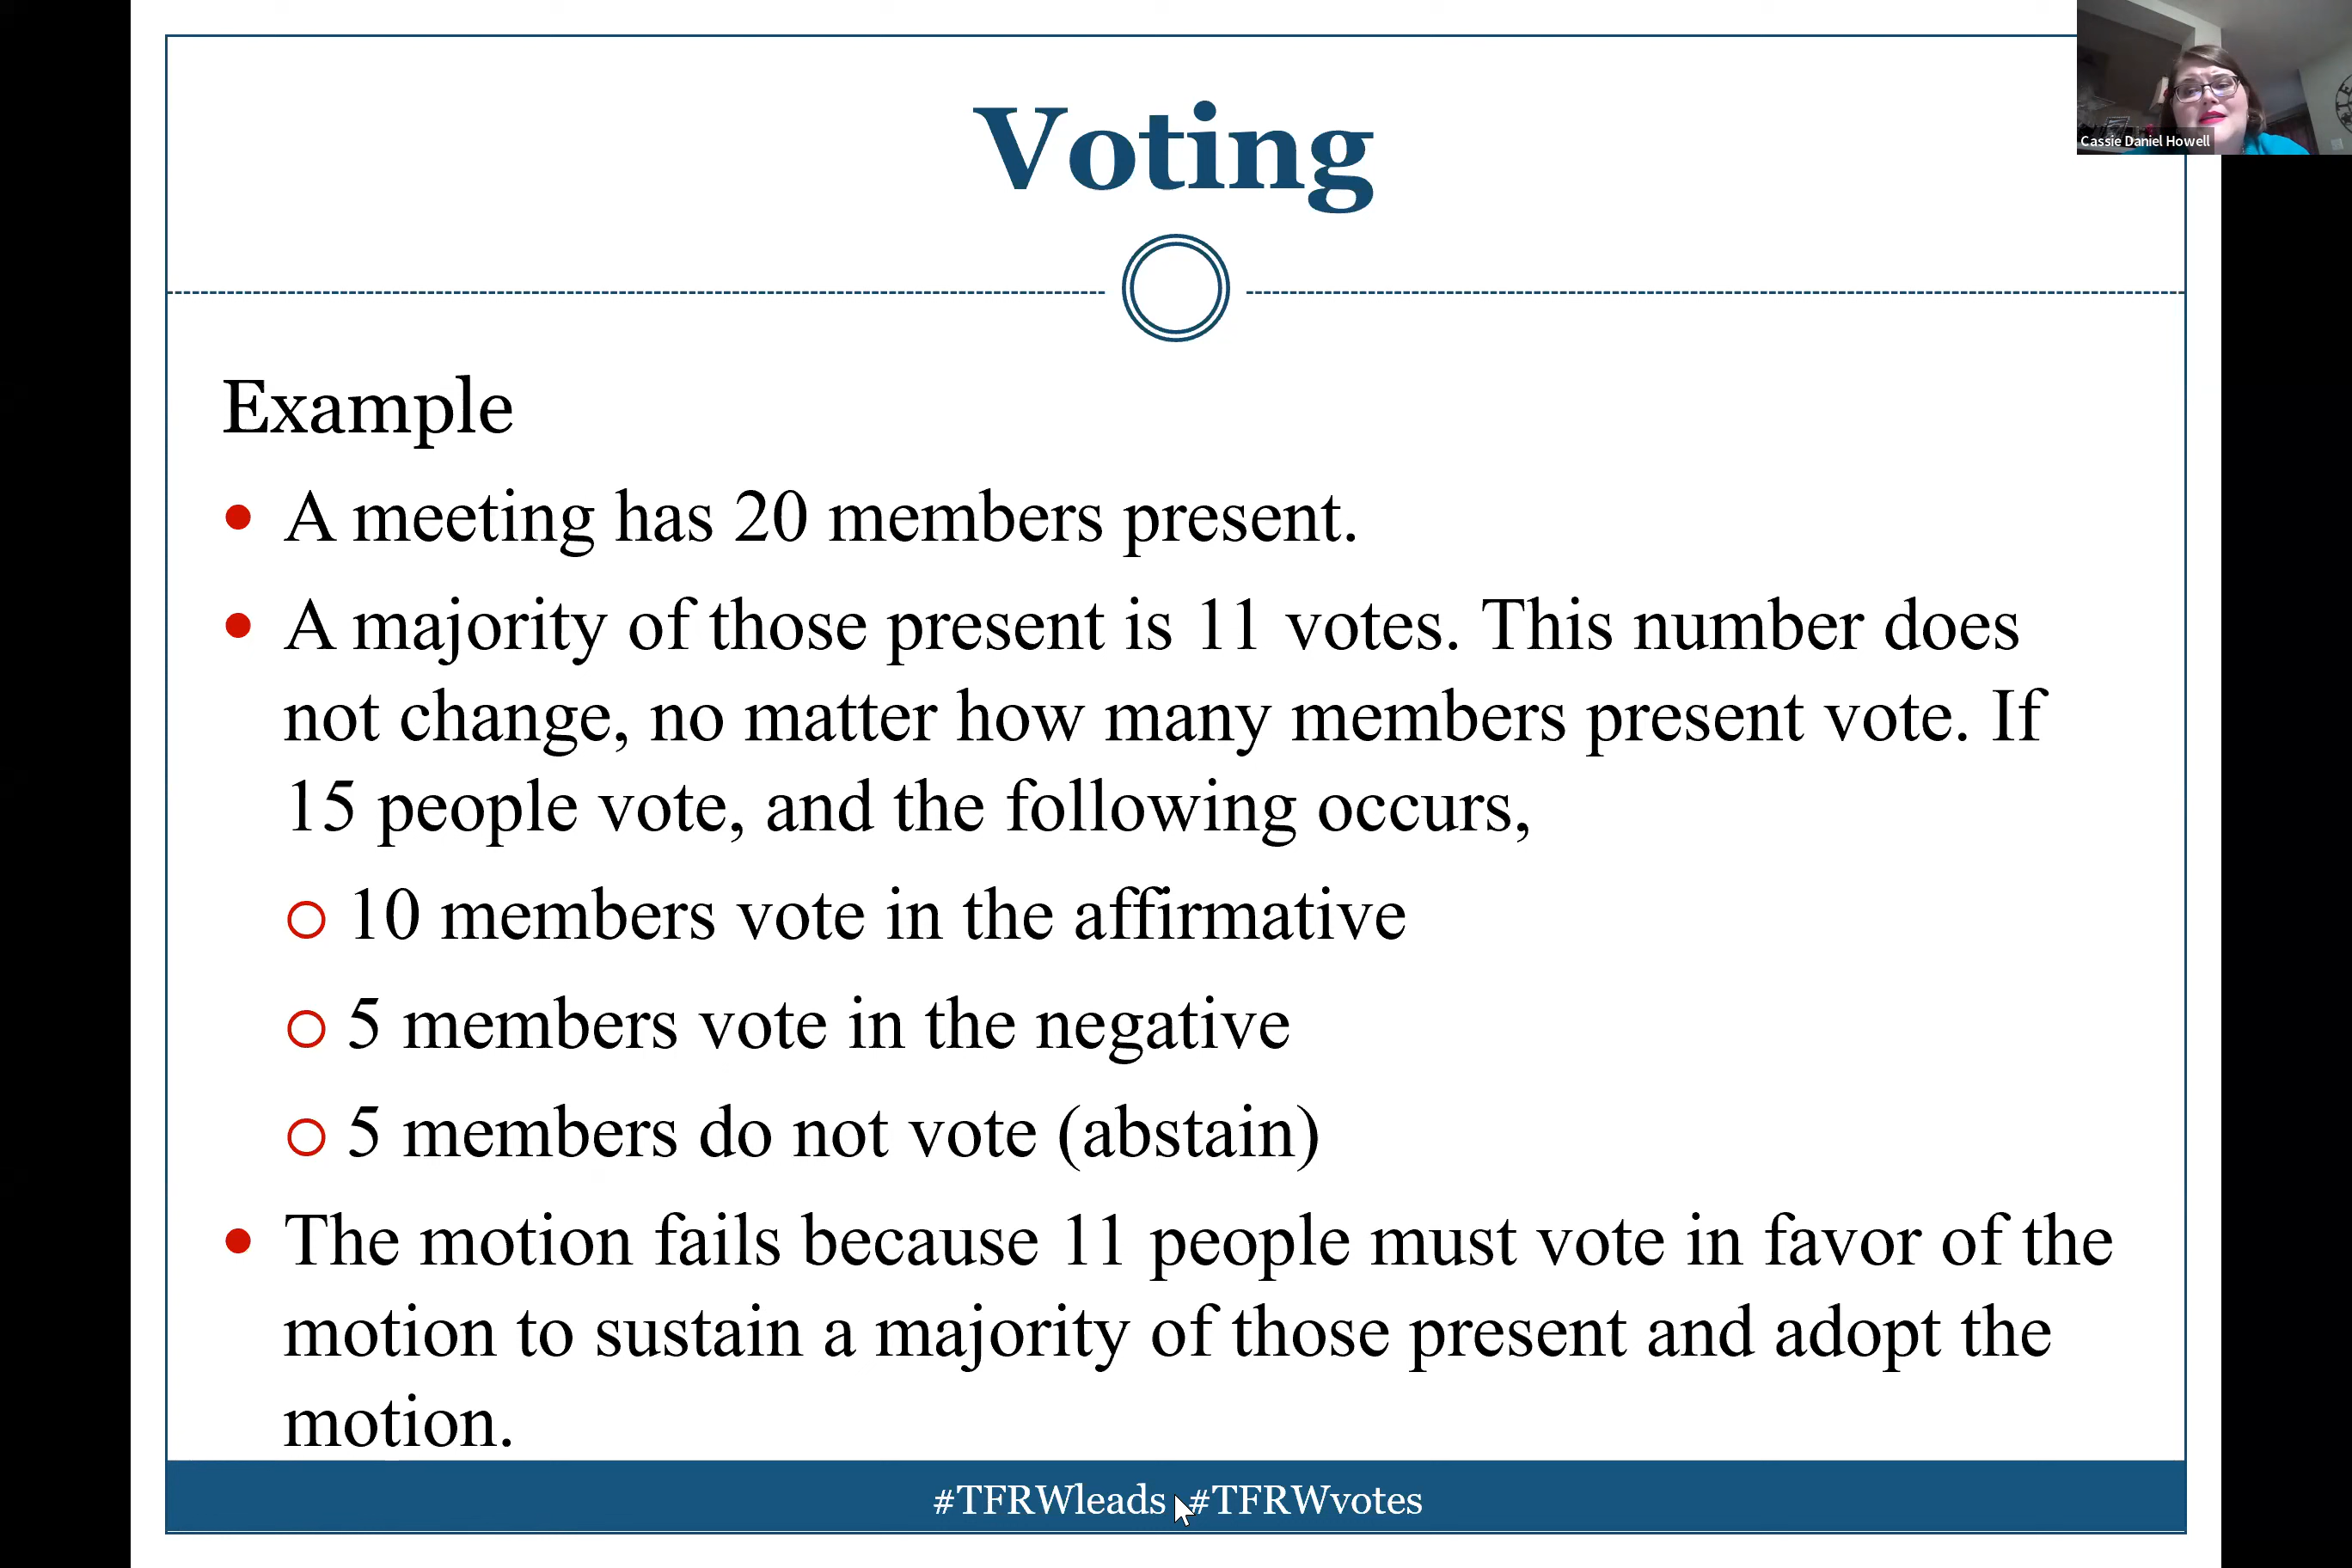 Voting
Cassie Daniel Howell
Example
A meeting has 20 members present.
A majority of those present is 11 votes. This number does
not change, no matter how many members present vote. If
15 people vote, and the following occurs,
10 members vote in the affirmative
5 members vote in the negative
5 members do not vote (abstain)
The motion fails because 11 people must vote in favor of the
motion to sustain a majority of those present and adopt the
motion.
#TFRWleads #TFRWvotes